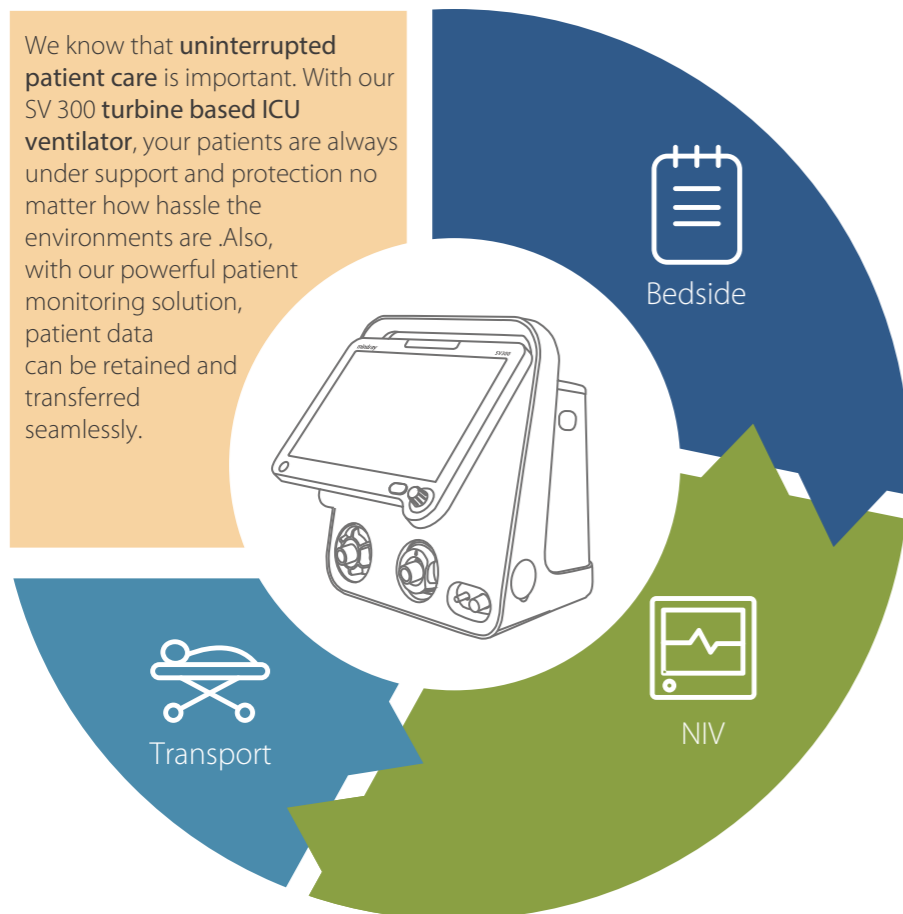 We know that uninterrupted
patient care is important. With our
SV 300 turbine based ICU
ventilator, your patients are always
under support and protection no
matter how hassle the
environments are .Also,
with our powerful patient
monitoring solution,
patient data
can be retained and
transferred
seamlessly.
Bedside
mindray
SV300
NIV
Transport